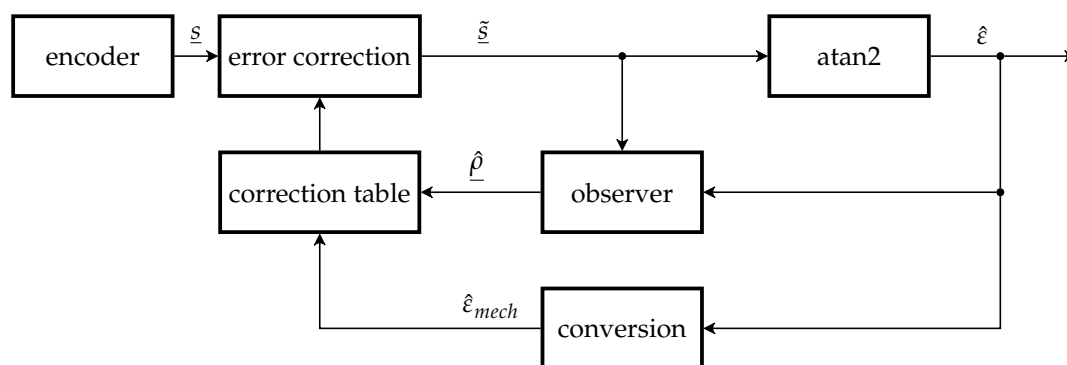 encoder
s
error correction
s̃
atan2
ε̂
correction table
ρ̂
observer
ε̂mech
conversion